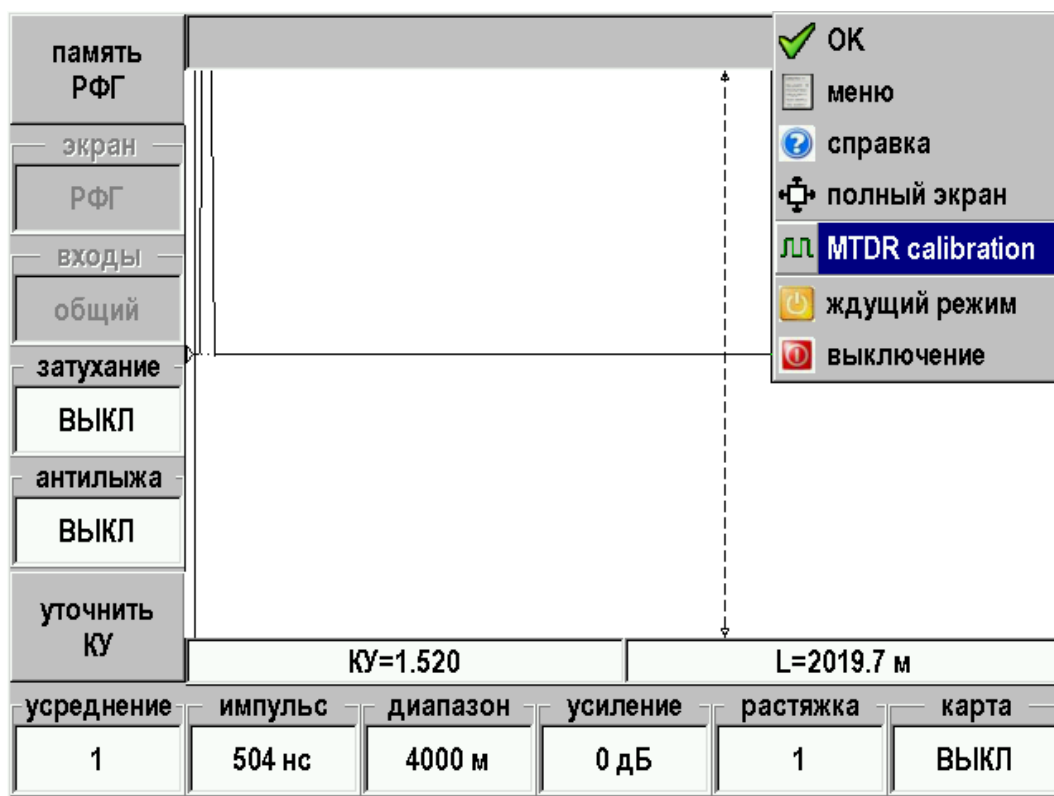 память
РФГ
экран
РФГ
входы
общий
затухание
ВЫКЛ
антилыжа
ВЫКЛ
уточнить
КУ
OK
меню
справка
полный экран
MTDR calibration
ждущий режим
выключение
КУ=1.520
L=2019.7 м
усреднение
1
импульс
504 нс
диапазон
4000 м
усиление
0 дБ
растяжка
1
карта
ВЫКЛ